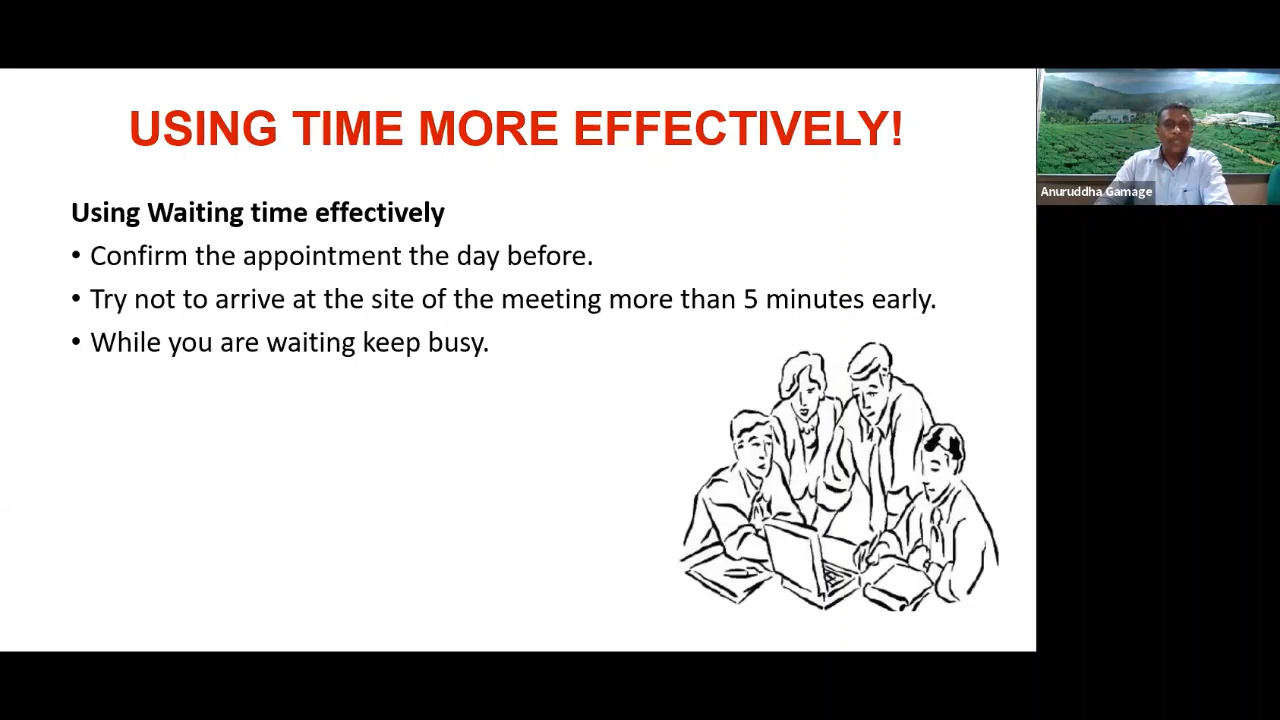 USING TIME MORE EFFECTIVELY!
Using Waiting time effectively
• Confirm the appointment the day before.
• Try not to arrive at the site of the meeting more than 5 minutes early.
• While you are waiting keep busy.
Anuruddha Gamage